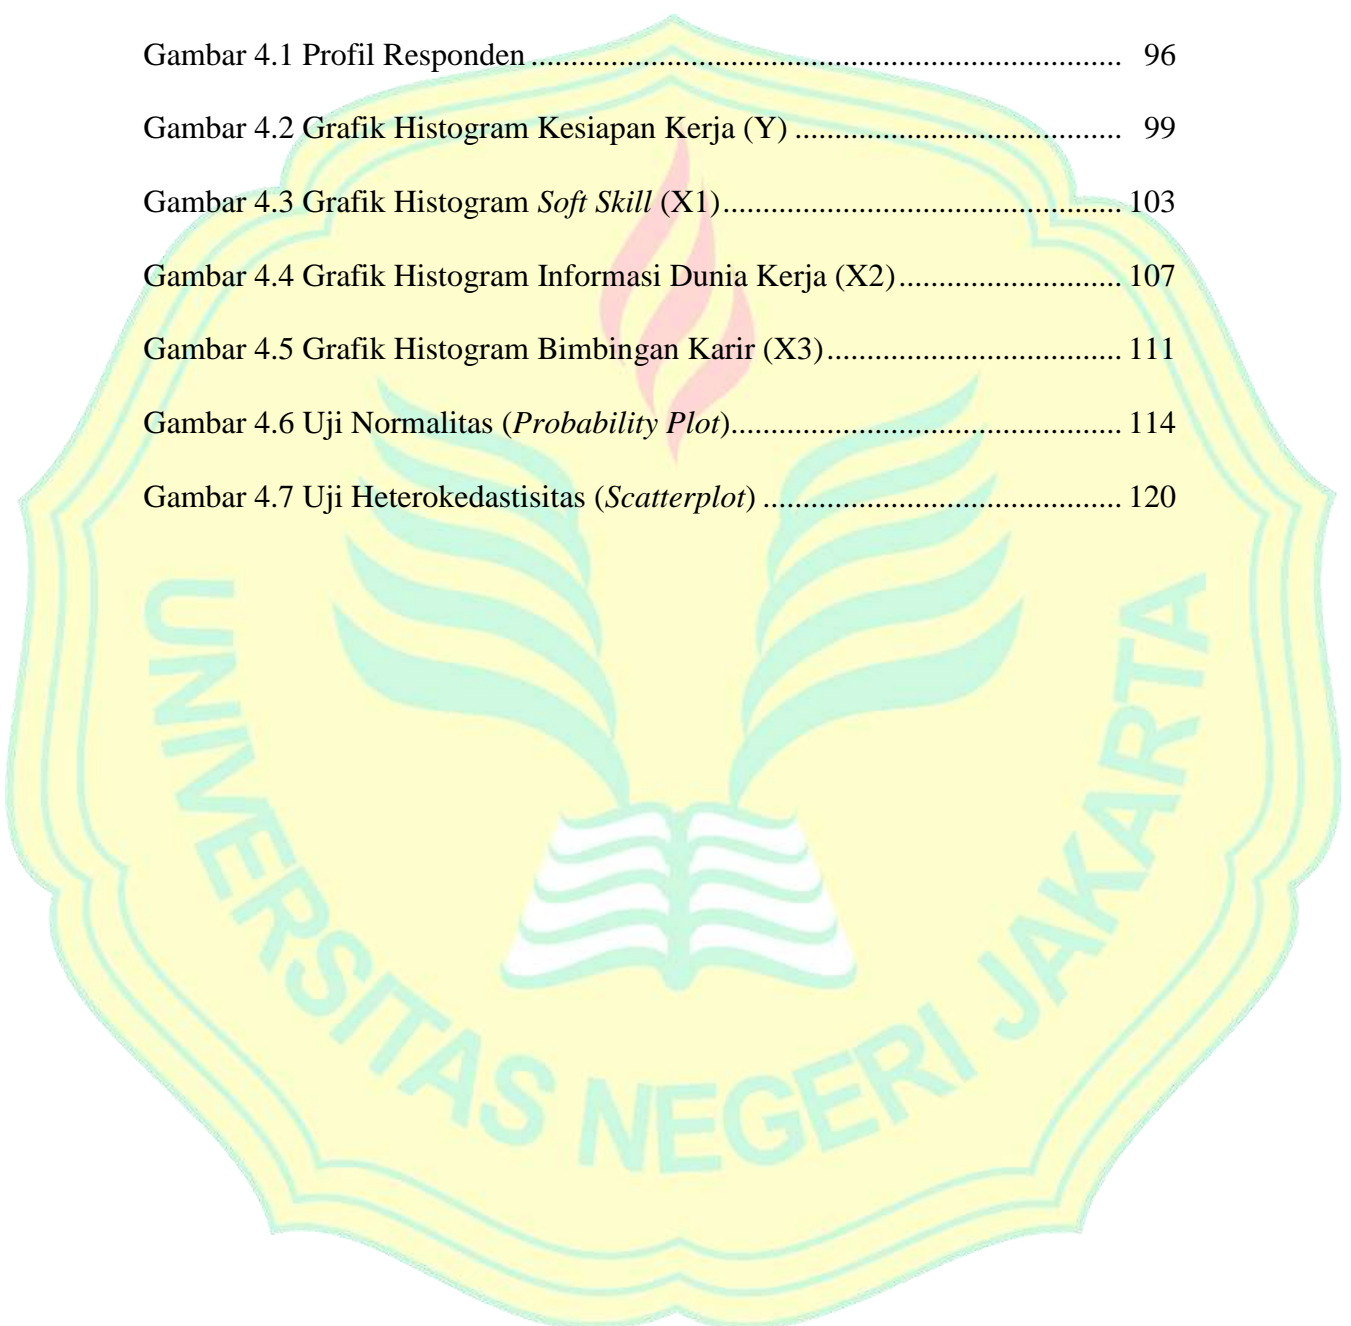 Gambar 4.1 Profil Responden .......................................................................... 96
Gambar 4.2 Grafik Histogram Kesiapan Kerja (Y) ......................................... 99
Gambar 4.3 Grafik Histogram Soft Skill (X1).................................................. 103
Gambar 4.4 Grafik Histogram Informasi Dunia Kerja (X2)............................ 107
Gambar 4.5 Grafik Histogram Bimbingan Karir (X3)..................................... 111
Gambar 4.6 Uji Normalitas (Probability Plot)................................................. 114
Gambar 4.7 Uji Heterokedastisitas (Scatterplot) ............................................. 120
UNIVERSITAS NEGERI JAKARTA